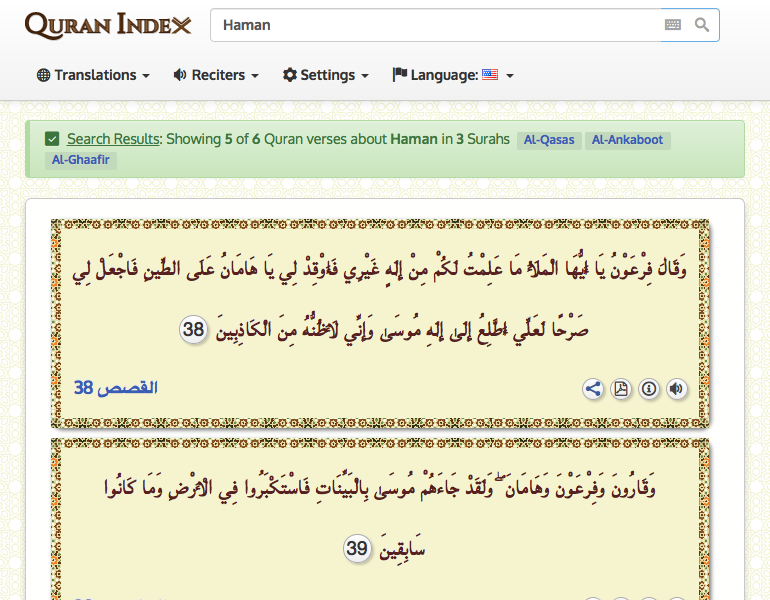 QURAN INDEX
Haman
Translations Reciters Settings Language:
Search Results: Showing 5 of 6 Quran verses about Haman in 3 Surahs Al-Qasas Al-Ankaboot
Al-Ghaafir
وَقَالَ فِرْعَوْنُ يَا أَيُّهَا الْمَلَأُ مَا عَلِمْتُ لَكُم مِّنْ إِلَٰهٍ غَيْرِي فَأَوْقِدْ لِي يَا هَامَانُ عَلَى الطِّينِ فَاجْعَل لِّي
صَرْحًا لَّعَلِّي أَطَّلِعُ إِلَىٰ إِلَٰهِ مُوسَىٰ وَإِنِّي لَأَظُنُّهُ مِنَ الْكَاذِبِينَ 38
القصص 38
وَقَارُونَ وَفِرْعَوْنَ وَهَامَانَ ۖ وَلَقَدْ جَاءَهُمْ مُوسَىٰ بِالْبَيِّنَاتِ فَاسْتَكْبَرُوا فِي الْأَرْضِ وَمَا كَانُوا
سَابِقِينَ 39